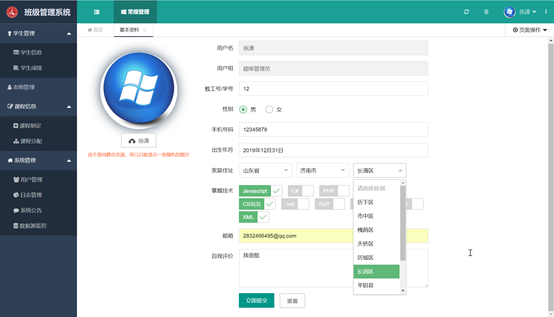 班级管理系统
常规管理
徐潇
首页
基本资料
页面操作
学生管理
学生信息
学生成绩
老师管理
课程信息
课程制定
课程分配
系统管理
用户管理
日志管理
系统公告
数据源监控
徐潇
由于是纯静态页面，所以只能显示一张随机的图片
用户名
徐潇
用户组
超级管理员
教工号/学号
12
性别
男
女
手机号码
12345678
出生年月
2019年12月31日
家庭住址
山东省
济南市
长清区
请选择县/区
历下区
市中区
槐荫区
天桥区
历城区
长清区
平阴县
掌握技术
Javascript
C#
PHP
CSS(3)
.net
ASP
XML
邮箱
2832466495@qq.com
自我评价
我很酷
立即提交
重置